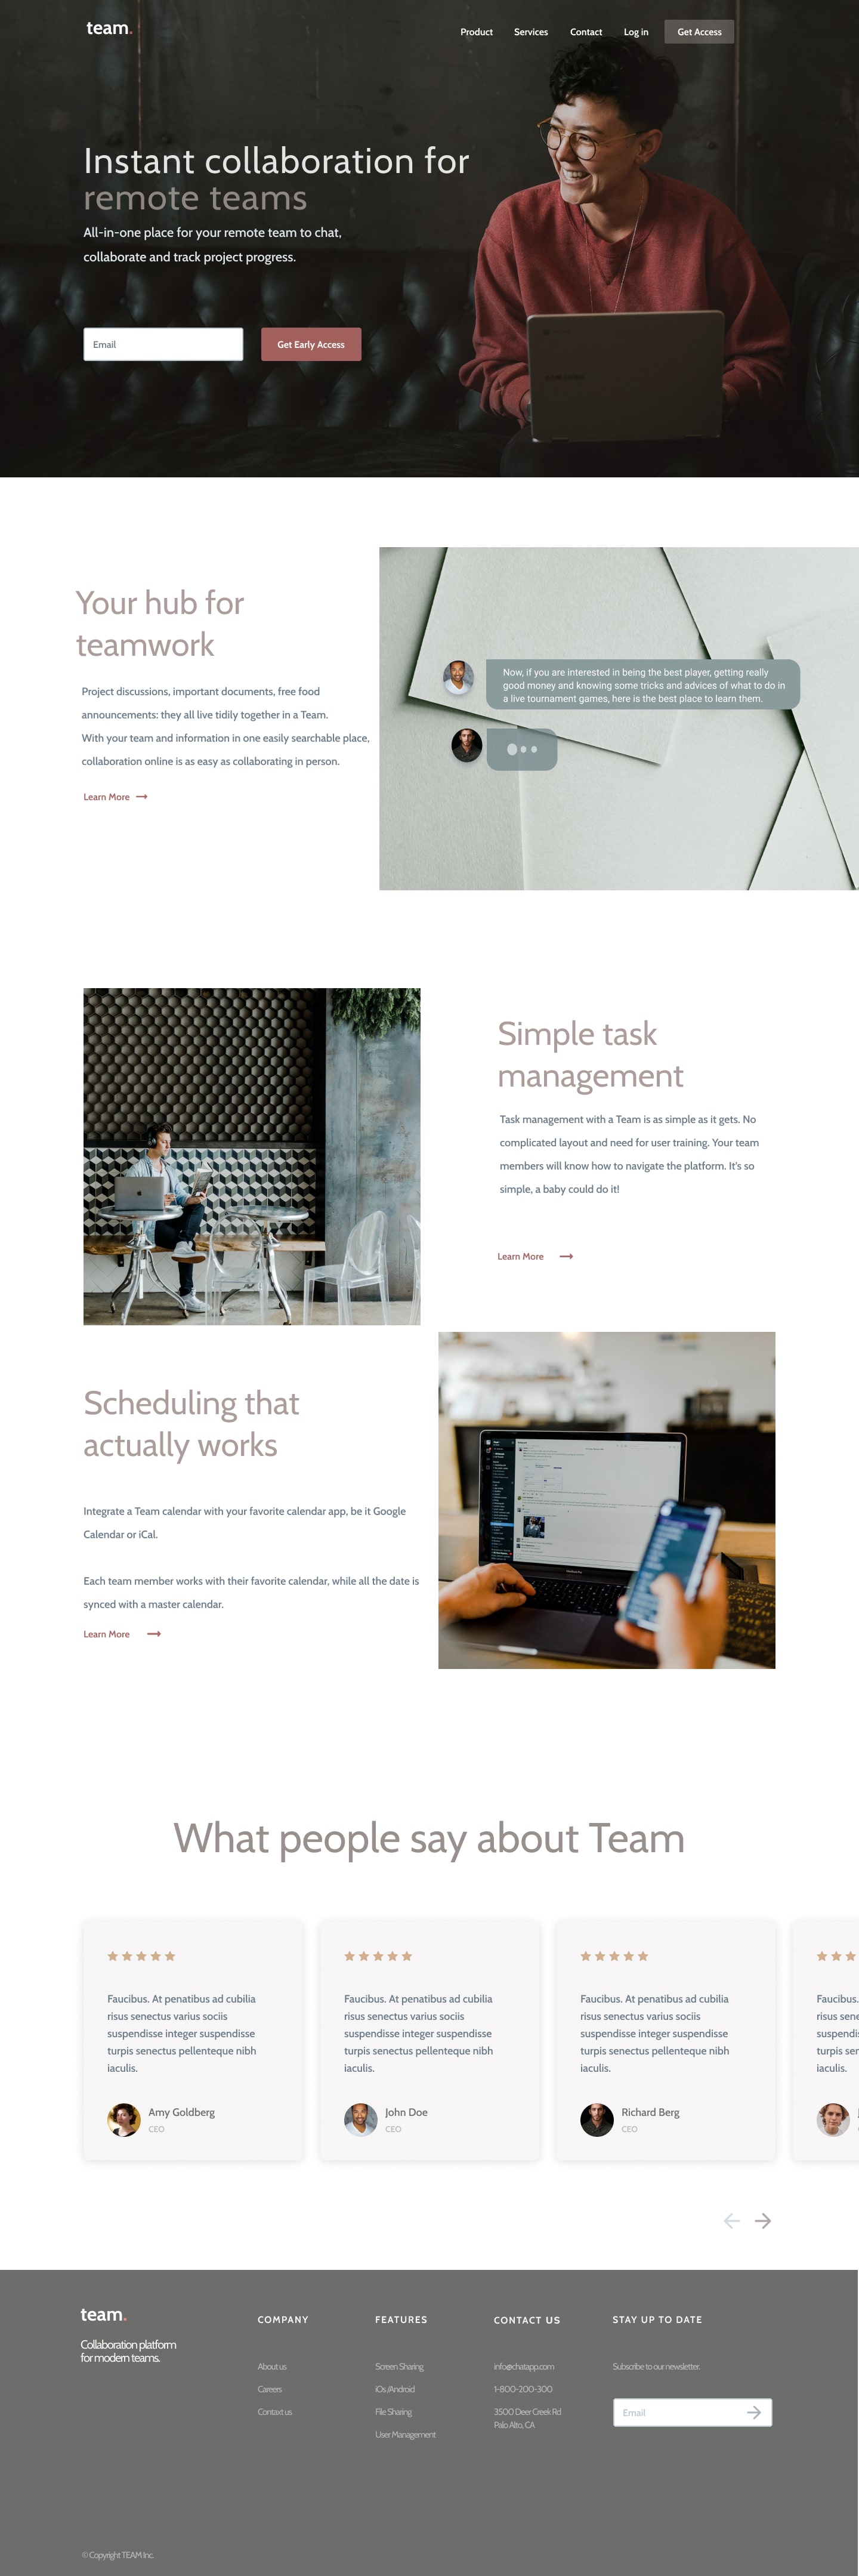 team.
Product Services Contact Log in Get Access
Instant collaboration for
remote teams
All-in-one place for your remote team to chat,
collaborate and track project progress.
Email
Get Early Access
Your hub for
teamwork
Project discussions, important documents, free food
announcements: they all live tidily together in a Team.
With your team and information in one easily searchable place,
collaboration online is as easy as collaborating in person.
Learn More
Now, if you are interested in being the best player, getting really
good money and knowing some tricks and advices of what to do in
a live tournament games, here is the best place to learn them.
Simple task
management
Task management with a Team is as simple as it gets. No
complicated layout and need for user training. Your team
members will know how to navigate the platform. It's so
simple, a baby could do it!
Learn More
Scheduling that
actually works
Integrate a Team calendar with your favorite calendar app, be it Google
Calendar or iCal.
Each team member works with their favorite calendar, while all the date is
synced with a master calendar.
Learn More
What people say about Team
Faucibus. At penatibus ad cubilia
risus senectus varius sociis
suspendisse integer suspendisse
turpis senectus pellenteque nibh
iaculis.
Amy Goldberg
CEO
Faucibus. At penatibus ad cubilia
risus senectus varius sociis
suspendisse integer suspendisse
turpis senectus pellenteque nibh
iaculis.
John Doe
CEO
Faucibus. At penatibus ad cubilia
risus senectus varius sociis
suspendisse integer suspendisse
turpis senectus pellenteque nibh
iaculis.
Richard Berg
CEO
Faucibus.
risus sene
suspendis
turpis ser
iaculis.
team.
Collaboration platform
for modern teams.
COMPANY
About us
Careers
Contaxt us
FEATURES
Screen Sharing
iOs /Android
File Sharing
User Management
CONTACT US
info@chatapp.com
1-800-200-300
3500 Deer Creek Rd
Palo Alto, CA
STAY UP TO DATE
Subscribe to our newsletter.
Email
© Copyright TEAM Inc.